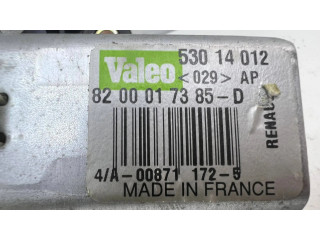 Valeo 530 14 012
<029> AP
82 00 01 73 85-D
RENAULT
4/A-00871 172-5
MADE IN FRANCE